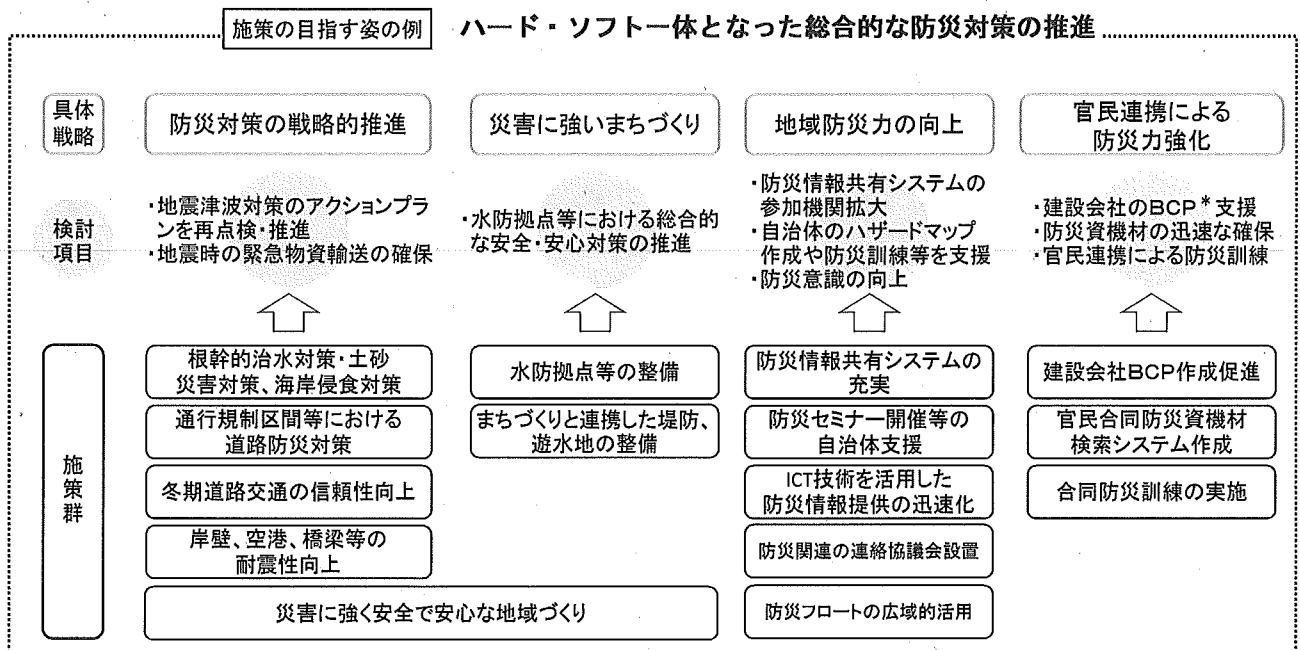 施策の目指す姿の例
ハード・ソフト一体となった総合的な防災対策の推進
具体
戦略
防災対策の戦略的推進
災害に強いまちづくり
地域防災力の向上
官民連携による
防災力強化
検討
項目
・地震津波対策のアクションプラ
ンを再点検・推進
・地震時の緊急物資輸送の確保
・水防拠点等における総合的
な安全・安心対策の推進
・防災情報共有システムの
参加機関拡大
・自治体のハザードマップ
作成や防災訓練等を支援
・防災意識の向上
・建設会社のBCP*支援
・防災資機材の迅速な確保
・官民連携による防災訓練
施策群
根幹的治水対策・土砂
災害対策、海岸侵食対策
通行規制区間等における
道路防災対策
冬期道路交通の信頼性向上
岸壁、空港、橋梁等の
耐震性向上
水防拠点等の整備
まちづくりと連携した堤防、
遊水地の整備
災害に強く安全で安心な地域づくり
防災情報共有システムの
充実
防災セミナー開催等の
自治体支援
ICT技術を活用した
防災情報提供の迅速化
防災関連の連絡協議会設置
防災フロートの広域的活用
建設会社BCP作成促進
官民合同防災資機材
検索システム作成
合同防災訓練の実施